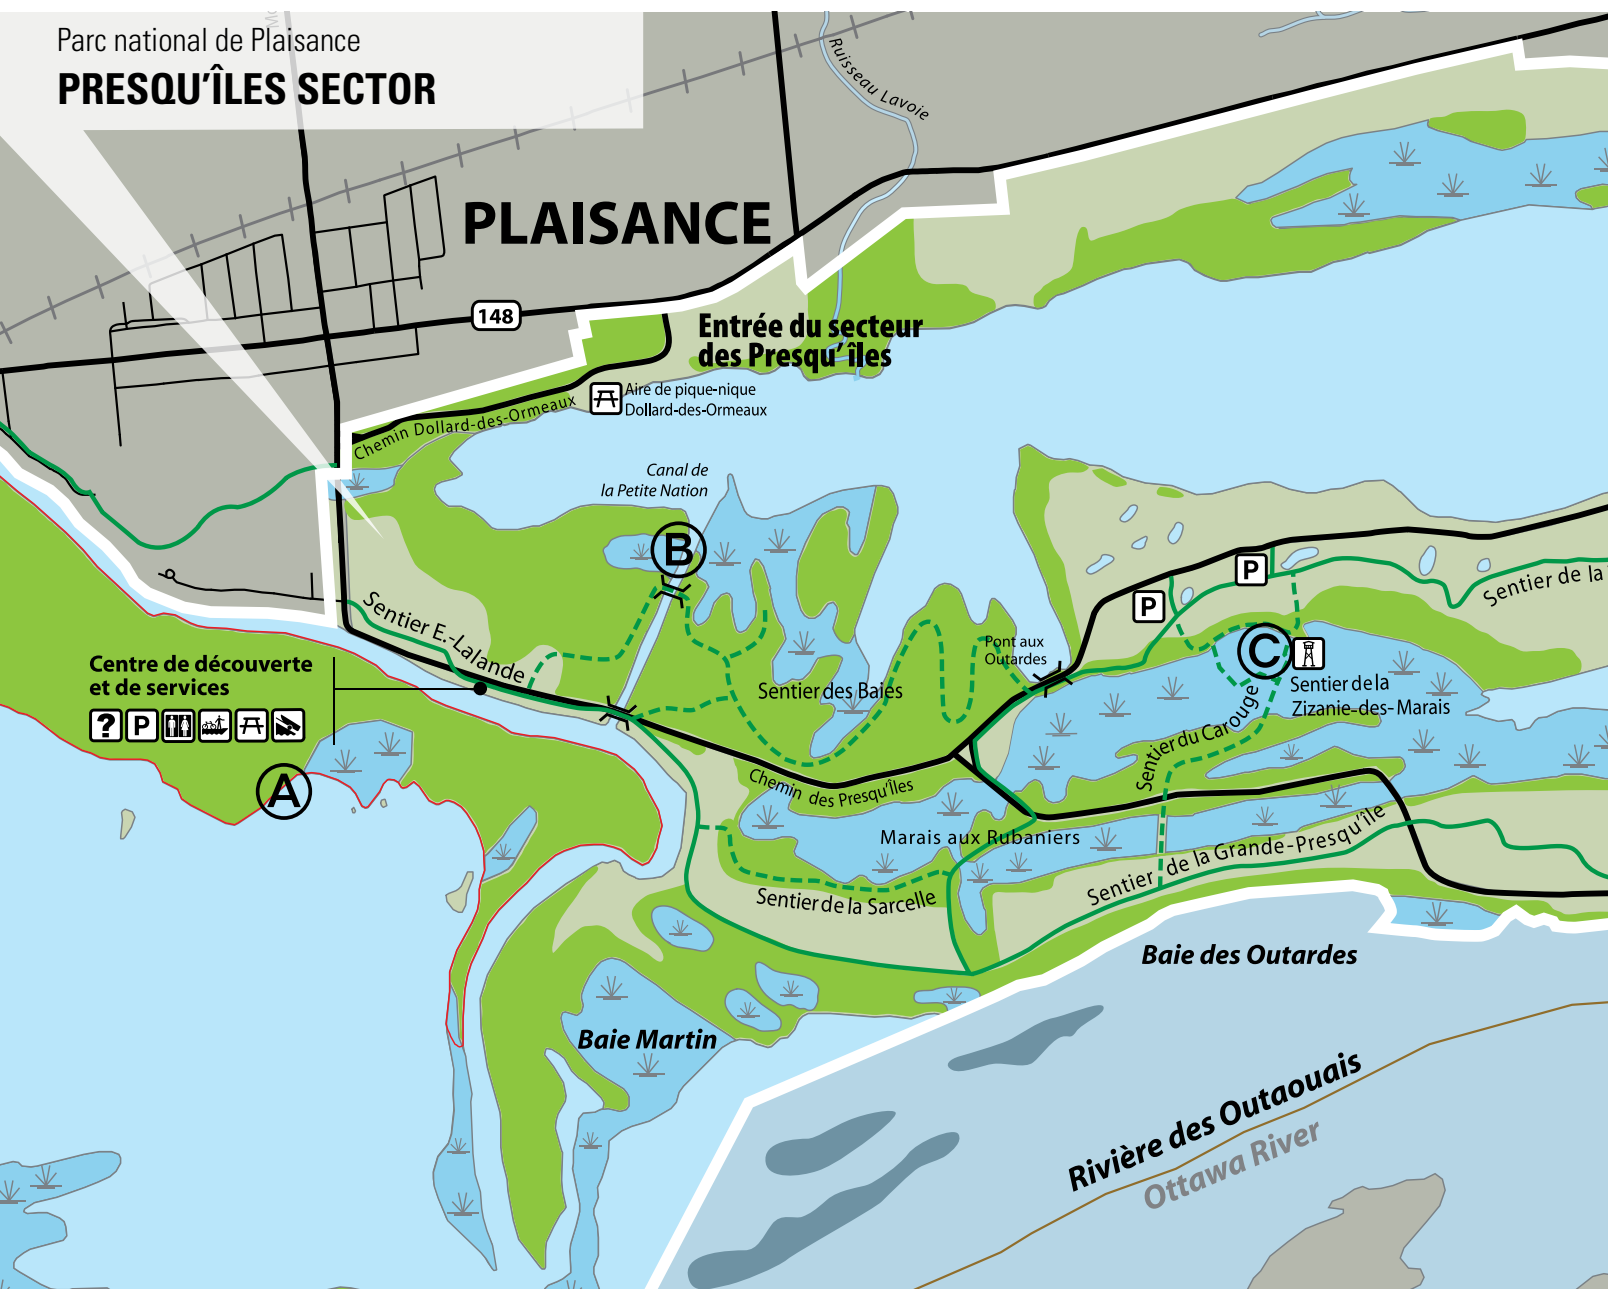 Parc national de Plaisance
PRESQU'ÎLES SECTOR
Ruisseau Lavoie
PLAISANCE
148
Entrée du secteur
des Presqu'îles
Aire de pique-nique
Dollard-des-Ormeaux
Chemin Dollard-des-Ormeaux
Canal de
la Petite Nation
B
P
P
Sentier de la
Sentier E.-Lalande
Pont aux
Outardes
C
Centre de découverte
et de services
? P
Sentier des Baies
Sentier de la
Zizanie-des-Marais
Sentier du Carouge
A
Chemin des Presqu'Îles
Marais aux Rubaniers
Sentier de la Grande-Presqu'île
Sentier de la Sarcelle
Baie des Outardes
Baie Martin
Rivière des Outaouais
Ottawa River